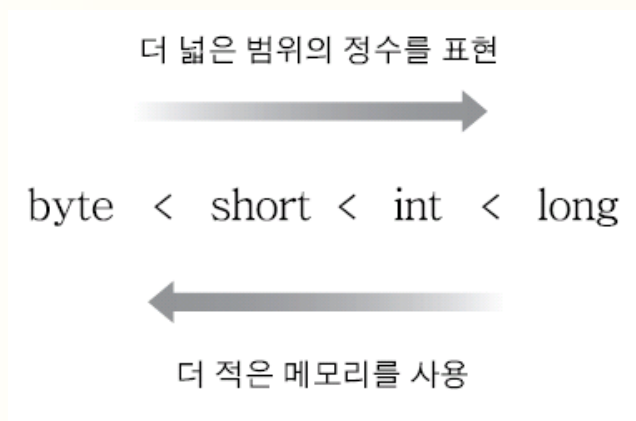 더 넓은 범위의 정수를 표현
byte < short < int < long
더 적은 메모리를 사용